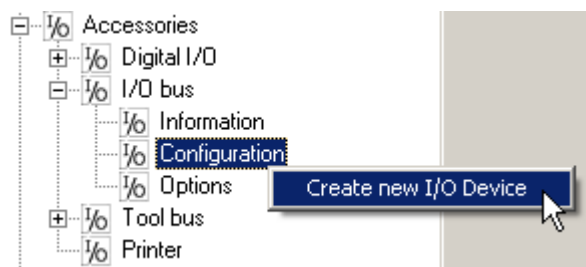 I/O Accessories
I/O Digital I/O
I/O I/O bus
I/O Information
I/O Configuration
I/O Options Create new I/O Device
I/O Tool bus
I/O Printer